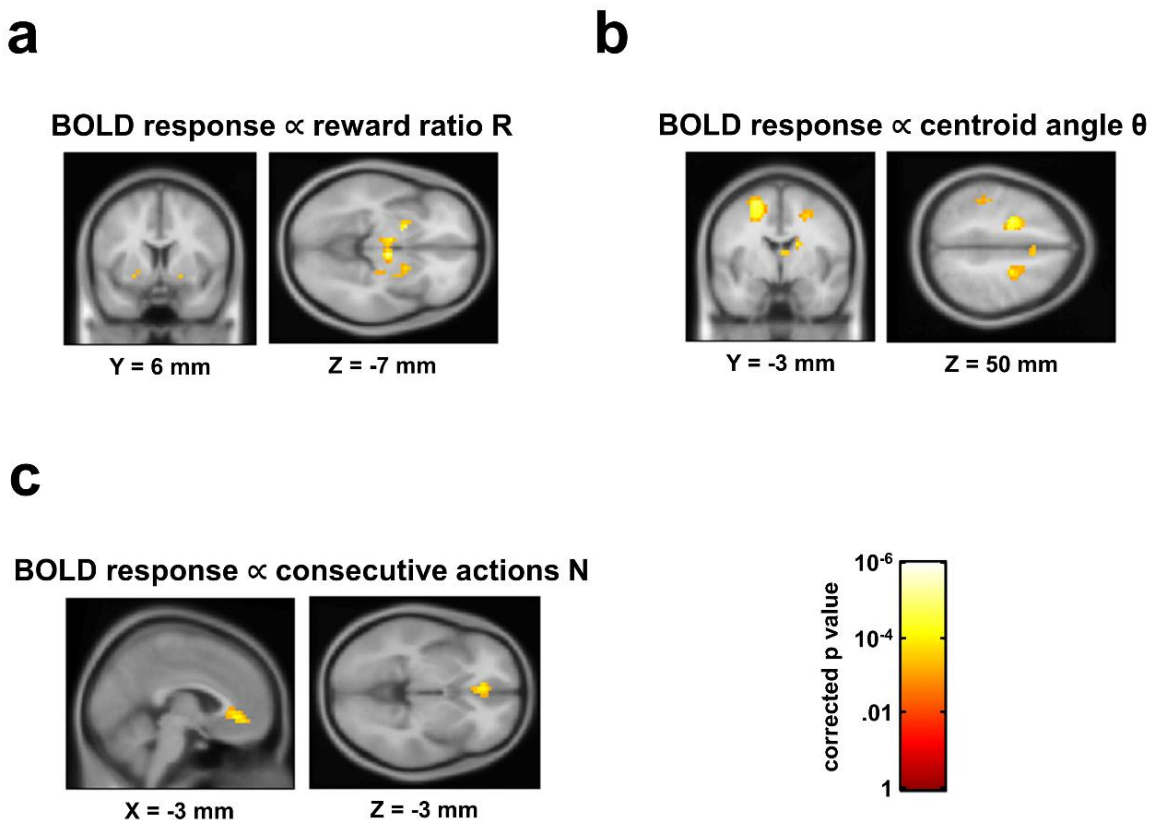 a
BOLD response ∝ reward ratio R
Y = 6 mm
Z = -7 mm
b
BOLD response ∝ centroid angle θ
Y = -3 mm
Z = 50 mm
c
BOLD response ∝ consecutive actions N
X = -3 mm
Z = -3 mm
corrected p value
10-6
10-4
.01
1